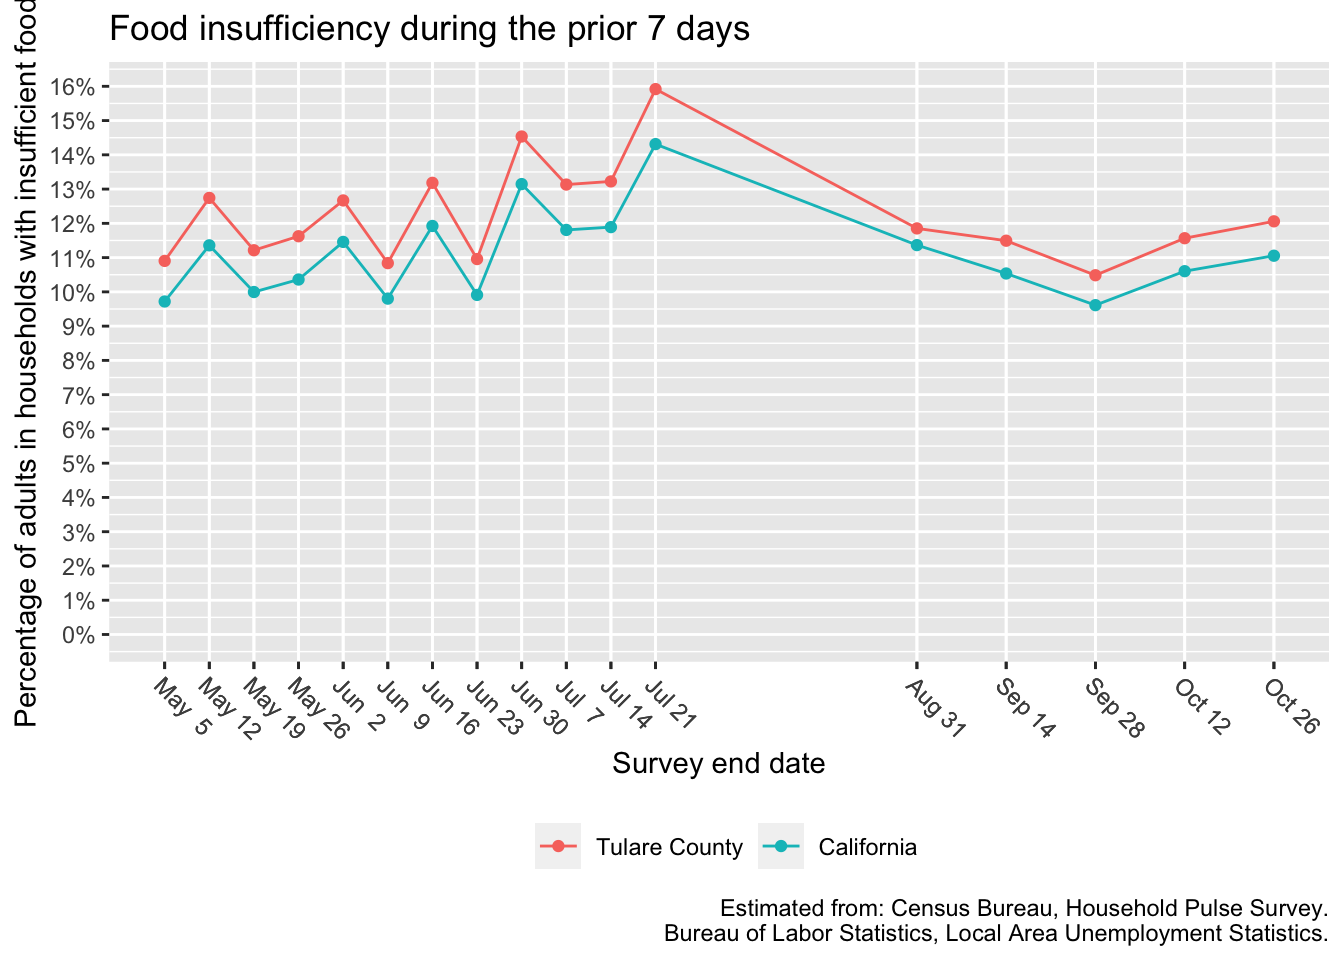 Food insufficiency during the prior 7 days
Percentage of adults in households with insufficient food
16%
15%
14%
13%
12%
11%
10%
9%
8%
7%
6%
5%
4%
3%
2%
1%
0%
May 5
May 12
May 19
May 26
Jun 2
Jun 9
Jun 16
Jun 23
Jun 30
Jul 7
Jul 14
Jul 21
Aug 31
Sep 14
Sep 28
Oct 12
Oct 26
Survey end date
Tulare County
California
Estimated from: Census Bureau, Household Pulse Survey.
Bureau of Labor Statistics, Local Area Unemployment Statistics.